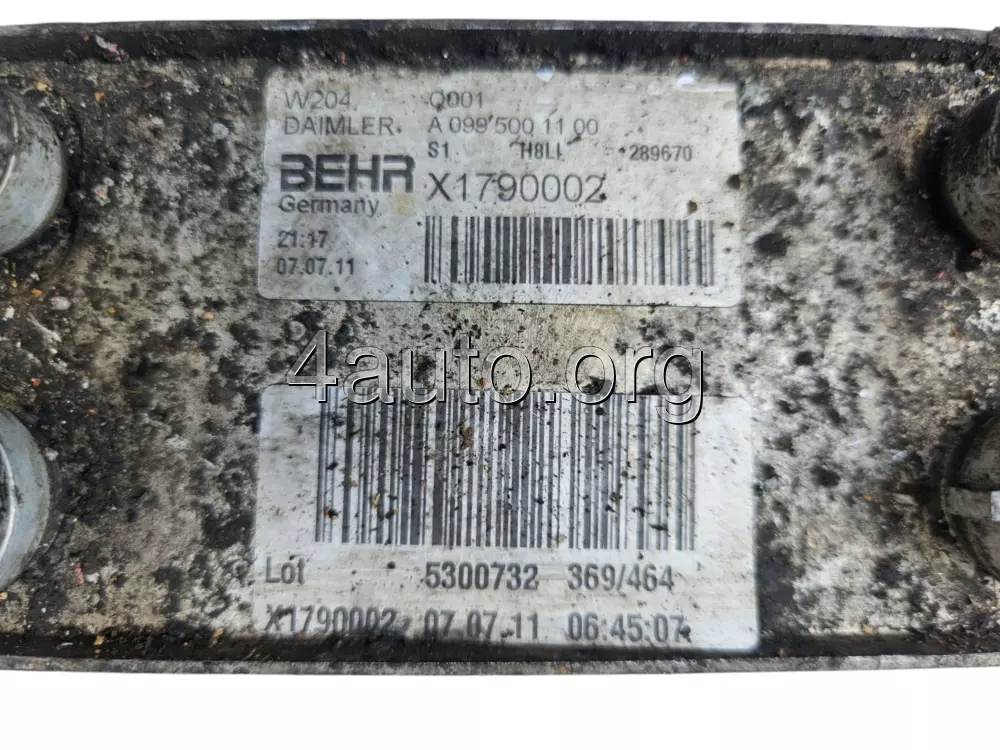 W204 Q001
DAIMLER A 099 500 11 00
S1 289670
BEHR X1790002
Germany
21:17
07.07.11
4auto.org
Lot 5300732 369/464
X1790002 07.07.11 06:45:07